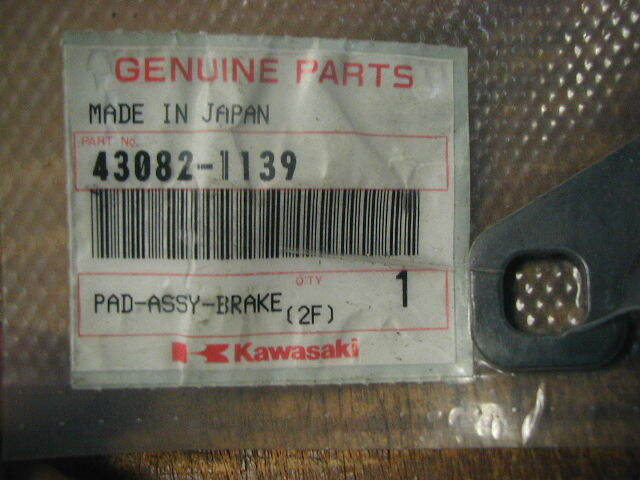 GENUINE PARTS
MADE IN JAPAN
PART No.
43082-1139
Q'TY
PAD-ASSY-BRAKE (2F) 1
Kawasaki